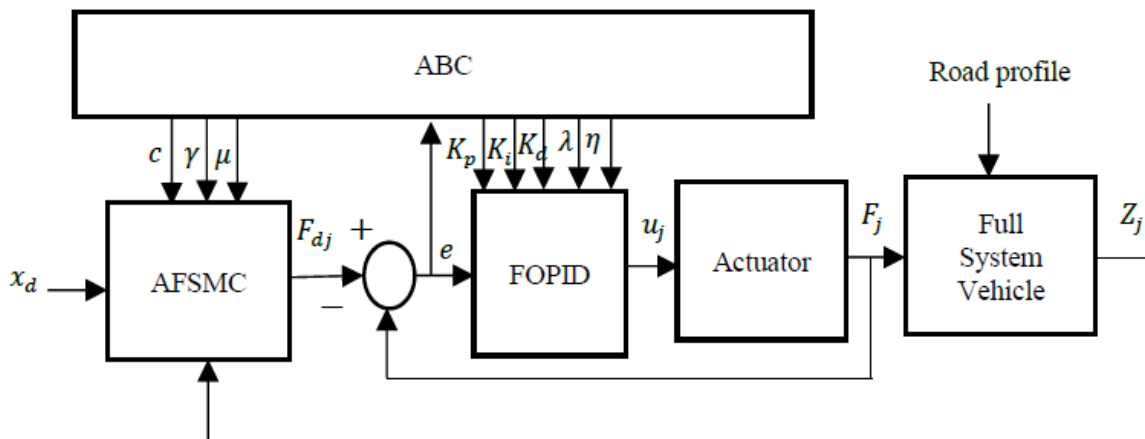 ABC
Road profile
c γ μ
K_p K_i K_d λ η
F_dj +
e
u_j
F_j
Z_j
x_d
AFSMC
−
FOPID
Actuator
Full
System
Vehicle